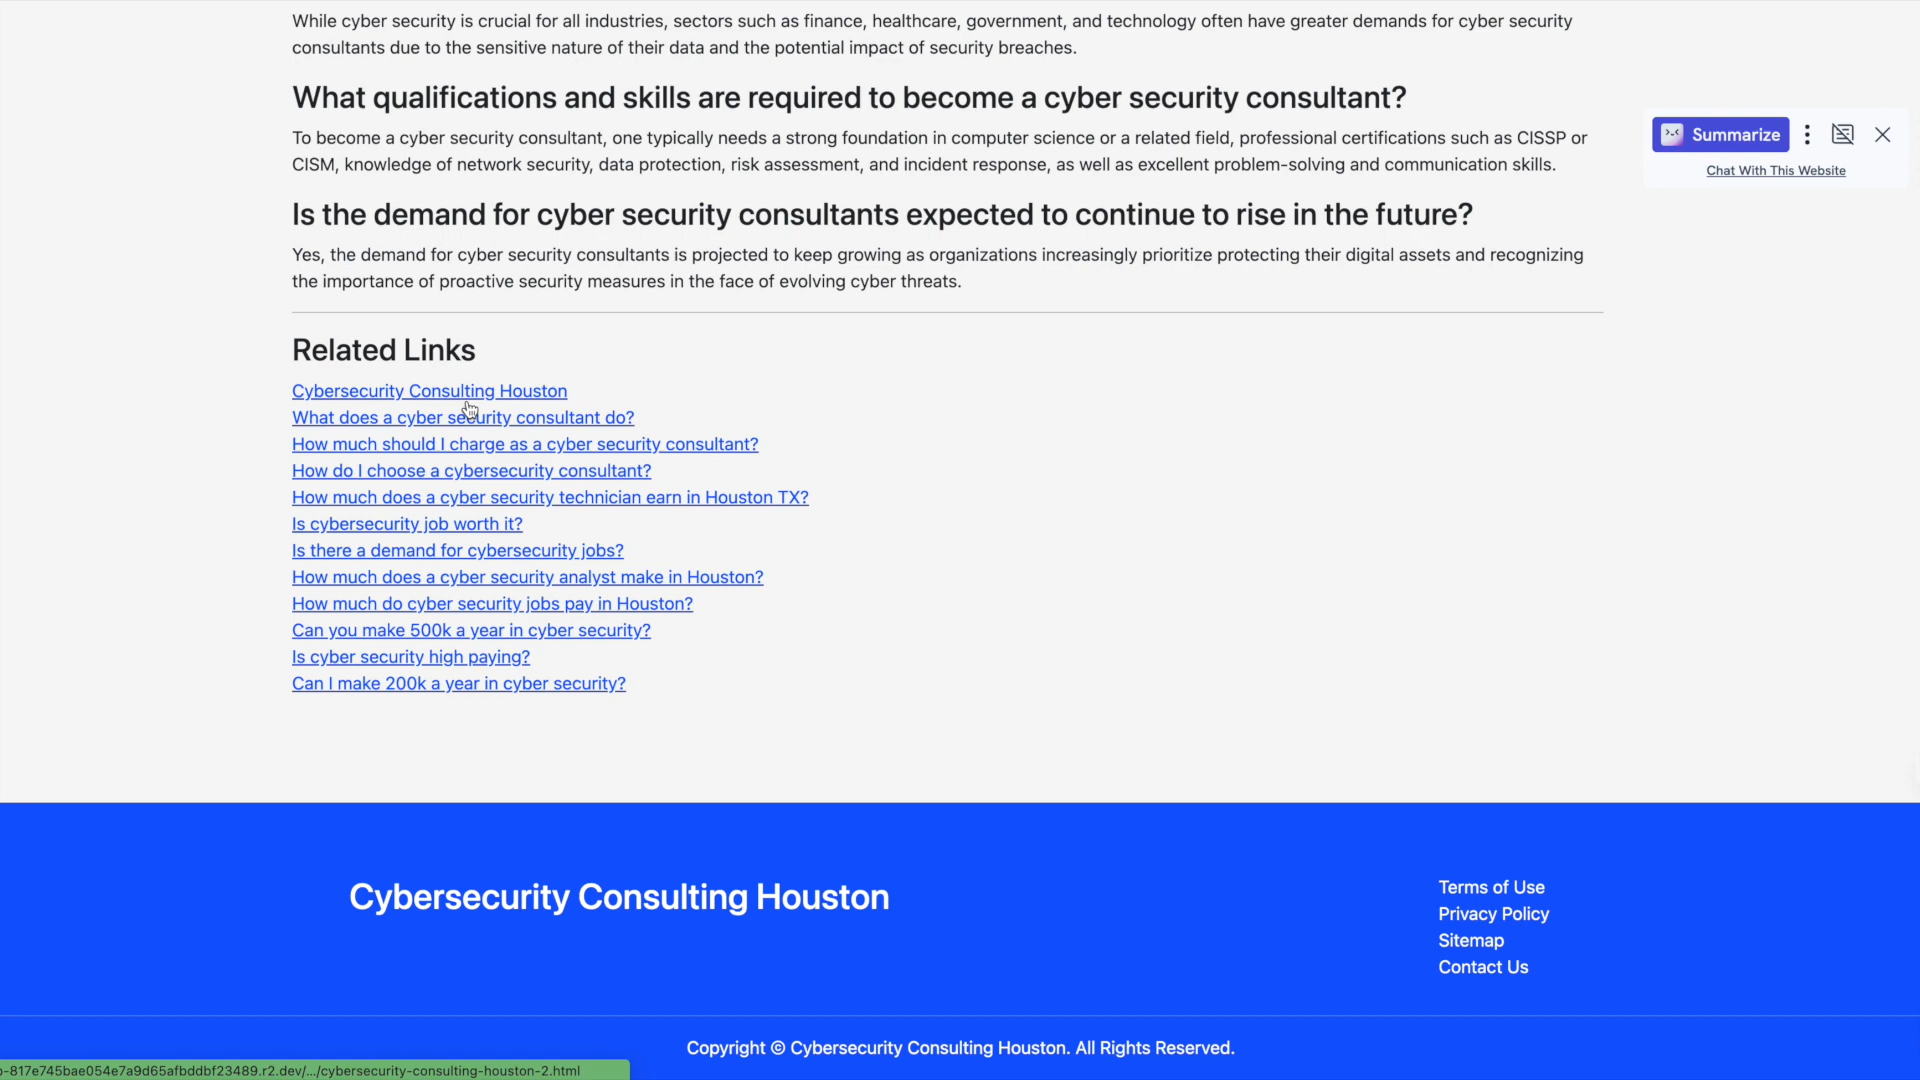 While cyber security is crucial for all industries, sectors such as finance, healthcare, government, and technology often have greater demands for cyber security
consultants due to the sensitive nature of their data and the potential impact of security breaches.
What qualifications and skills are required to become a cyber security consultant?
To become a cyber security consultant, one typically needs a strong foundation in computer science or a related field, professional certifications such as CISSP or
CISM, knowledge of network security, data protection, risk assessment, and incident response, as well as excellent problem-solving and communication skills.
Summarize
Chat With This Website
Is the demand for cyber security consultants expected to continue to rise in the future?
Yes, the demand for cyber security consultants is projected to keep growing as organizations increasingly prioritize protecting their digital assets and recognizing
the importance of proactive security measures in the face of evolving cyber threats.
Related Links
Cybersecurity Consulting Houston
What does a cyber security consultant do?
How much should I charge as a cyber security consultant?
How do I choose a cybersecurity consultant?
How much does a cyber security technician earn in Houston TX?
Is cybersecurity job worth it?
Is there a demand for cybersecurity jobs?
How much does a cyber security analyst make in Houston?
How much do cyber security jobs pay in Houston?
Can you make 500k a year in cyber security?
Is cyber security high paying?
Can I make 200k a year in cyber security?
Cybersecurity Consulting Houston
Terms of Use
Privacy Policy
Sitemap
Contact Us
Copyright © Cybersecurity Consulting Houston. All Rights Reserved.
-817e745bae054e7a9d65afbddbf23489.r2.dev/.../cybersecurity-consulting-houston-2.html